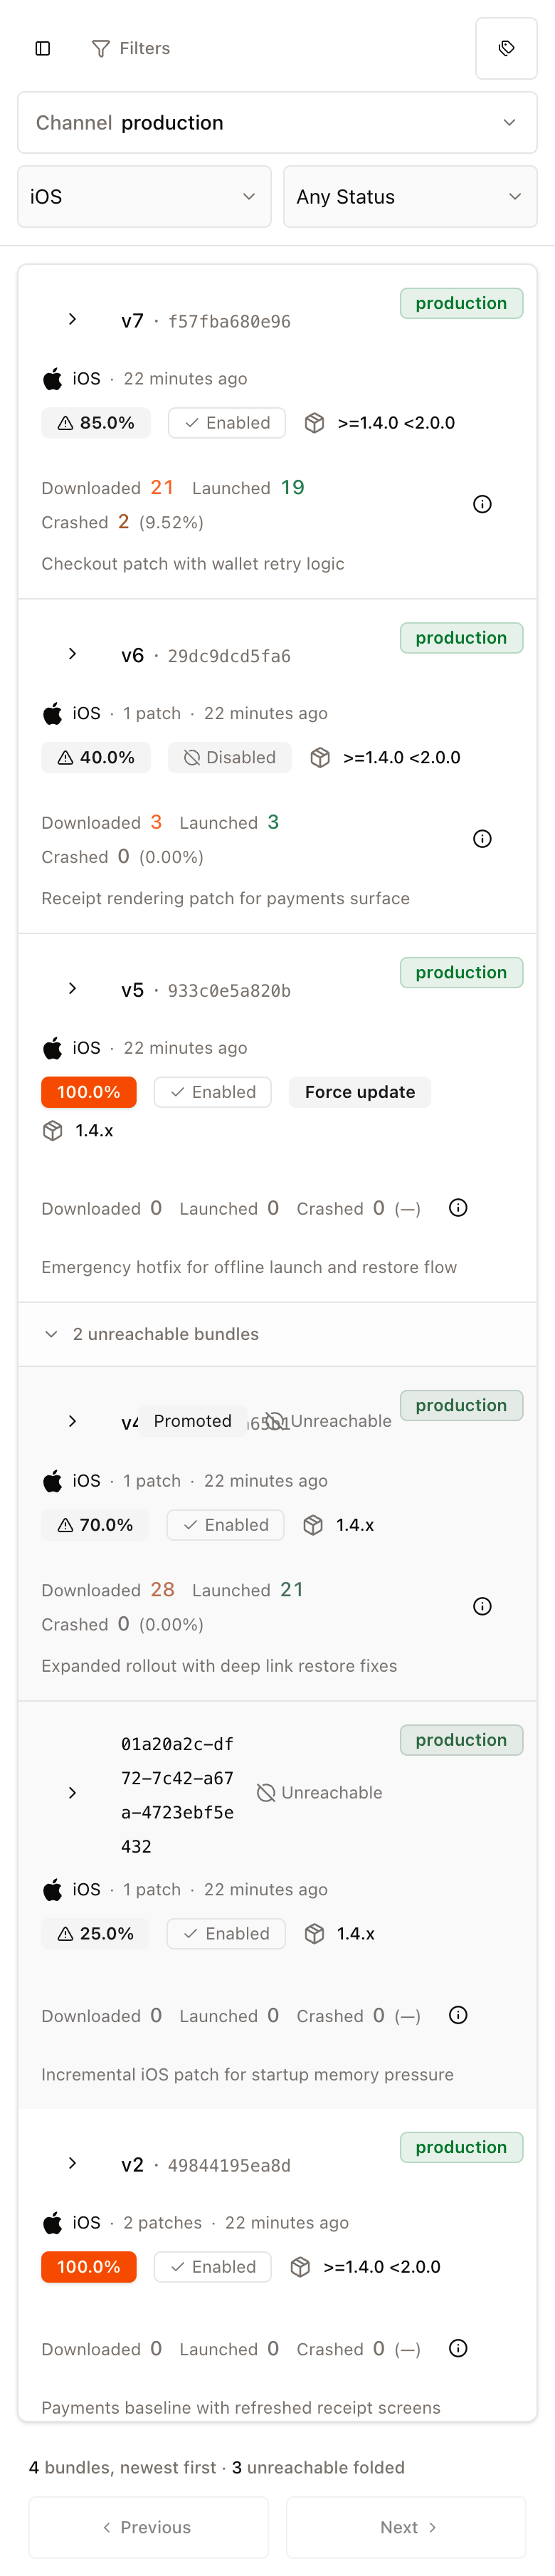 Filters
Channel production
iOS
Any Status
production
v7 · f57fba680e96
iOS · 22 minutes ago
85.0% Enabled >=1.4.0 <2.0.0
Downloaded 21 Launched 19
Crashed 2 (9.52%)
Checkout patch with wallet retry logic
production
v6 · 29dc9dcd5fa6
iOS · 1 patch · 22 minutes ago
40.0% Disabled >=1.4.0 <2.0.0
Downloaded 3 Launched 3
Crashed 0 (0.00%)
Receipt rendering patch for payments surface
production
v5 · 933c0e5a820b
iOS · 22 minutes ago
100.0% Enabled Force update
1.4.x
Downloaded 0 Launched 0 Crashed 0 (—)
Emergency hotfix for offline launch and restore flow
2 unreachable bundles
production
Promoted Unreachable
iOS · 1 patch · 22 minutes ago
70.0% Enabled 1.4.x
Downloaded 28 Launched 21
Crashed 0 (0.00%)
Expanded rollout with deep link restore fixes
production
01a20a2c-df
72-7c42-a67
a-4723ebf5e
432
Unreachable
iOS · 1 patch · 22 minutes ago
25.0% Enabled 1.4.x
Downloaded 0 Launched 0 Crashed 0 (—)
Incremental iOS patch for startup memory pressure
production
v2 · 49844195ea8d
iOS · 2 patches · 22 minutes ago
100.0% Enabled >=1.4.0 <2.0.0
Downloaded 0 Launched 0 Crashed 0 (—)
Payments baseline with refreshed receipt screens
4 bundles, newest first · 3 unreachable folded
Previous
Next